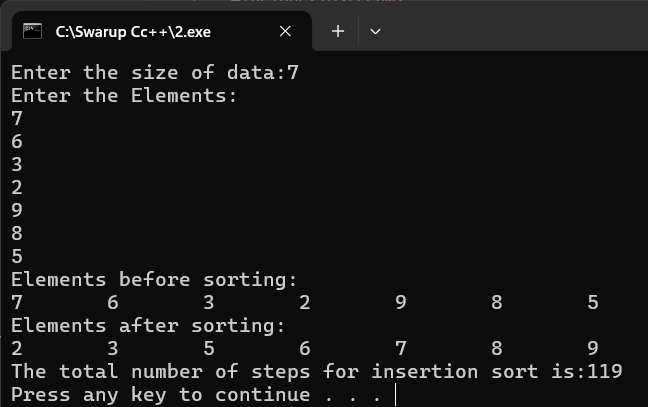 C:\Swarup Cc++\2.exe
Enter the size of data:7
Enter the Elements:
7
6
3
2
9
8
5
Elements before sorting:
7 6 3 2 9 8 5
Elements after sorting:
2 3 5 6 7 8 9
The total number of steps for insertion sort is:119
Press any key to continue . . .